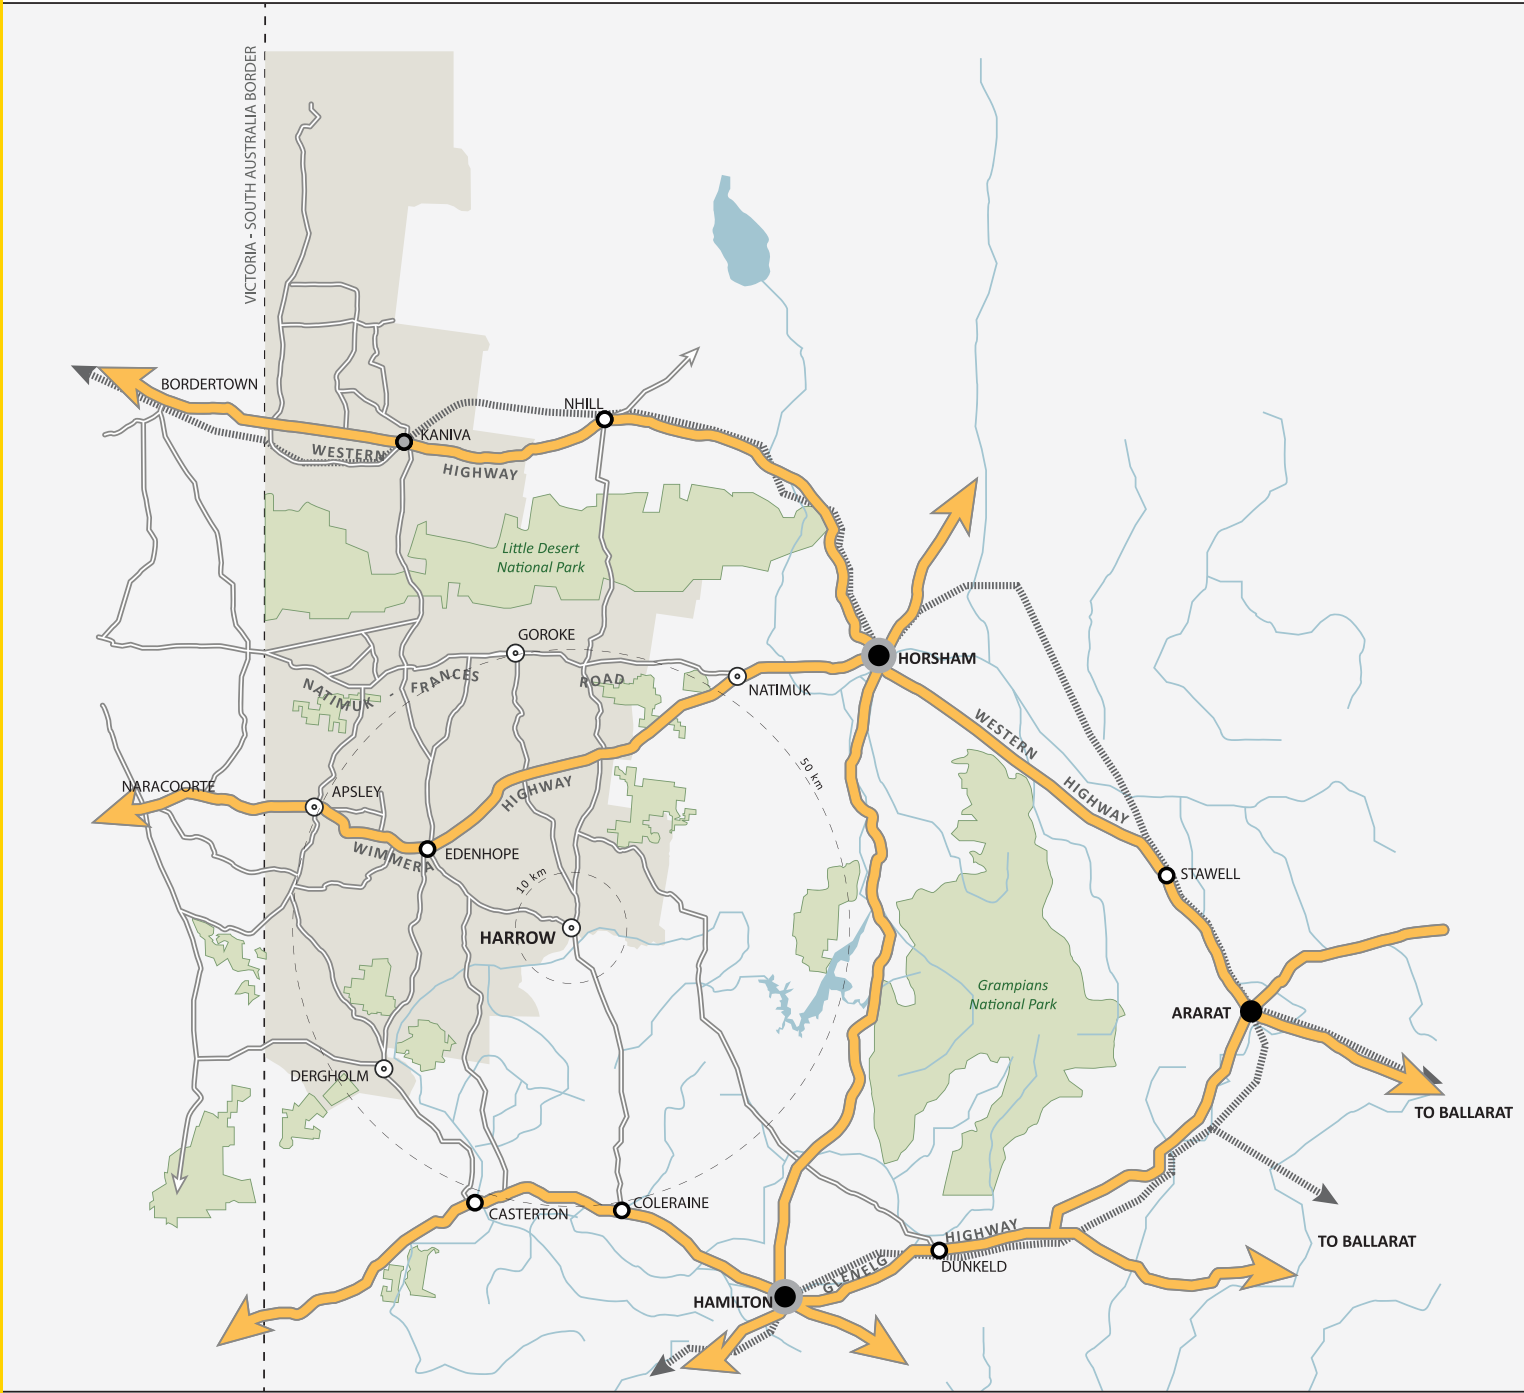 VICTORIA - SOUTH AUSTRALIA BORDER
BORDERTOWN
NHILL
KANIVA
WESTERN
HIGHWAY
Little Desert
National Park
GOROKE
HORSHAM
NATIMUK
FRANCES
ROAD
NATIMUK
WESTERN
HIGHWAY
50 km
NARACOORTE
APSLEY
HIGHWAY
WIMMERA
EDENHOPE
10 km
STAWELL
HARROW
Grampians
National Park
ARARAT
DERGHOLM
TO BALLARAT
COLERAINE
CASTERTON
HIGHWAY
TO BALLARAT
GLENELG
DUNKELD
HAMILTON